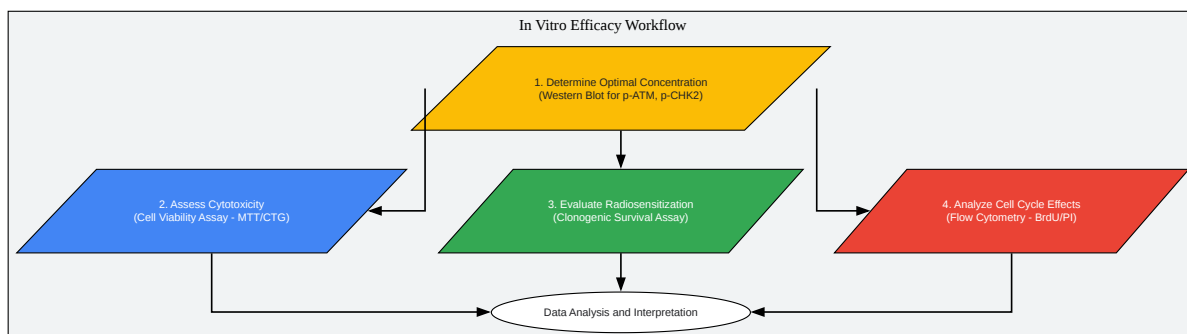 In Vitro Efficacy Workflow
1. Determine Optimal Concentration
(Western Blot for p-ATM, p-CHK2)
2. Assess Cytotoxicity
(Cell Viability Assay - MTT/CTG)
3. Evaluate Radiosensitization
(Clonogenic Survival Assay)
4. Analyze Cell Cycle Effects
(Flow Cytometry - BrdU/PI)
Data Analysis and Interpretation